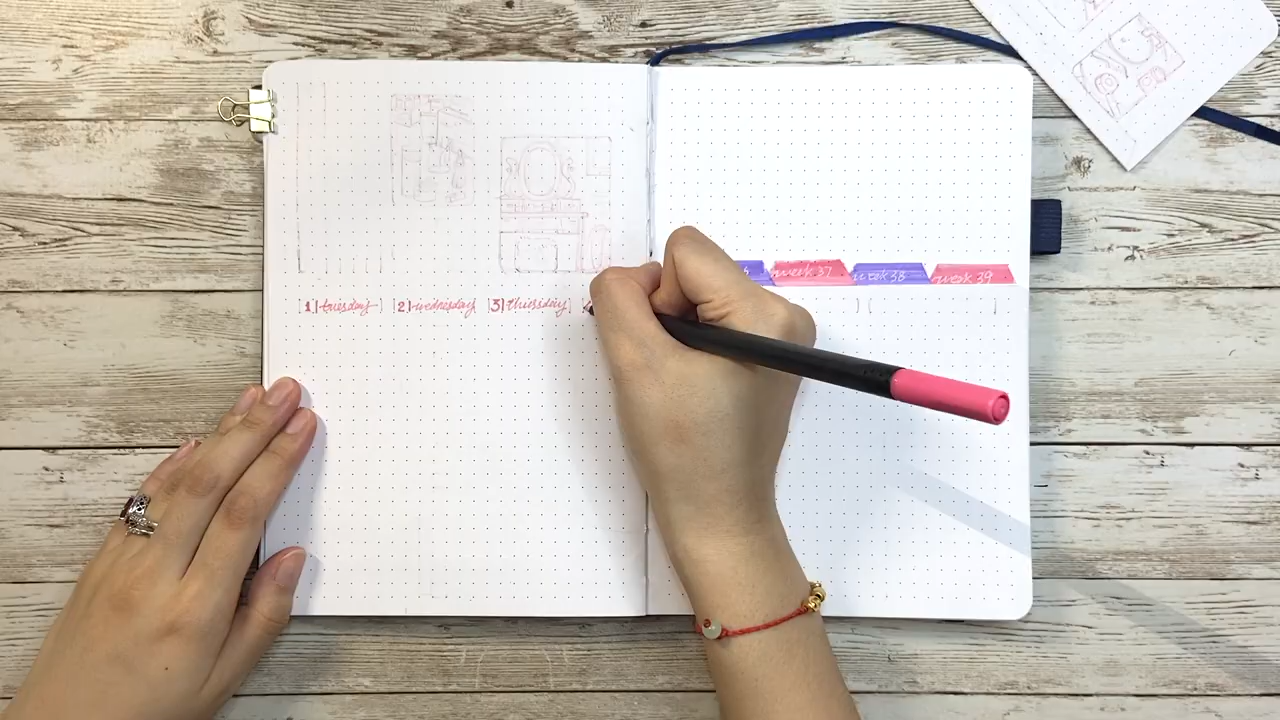 week 37
week 38
week 39
1| tuesday
2| wednesday
3| thursday